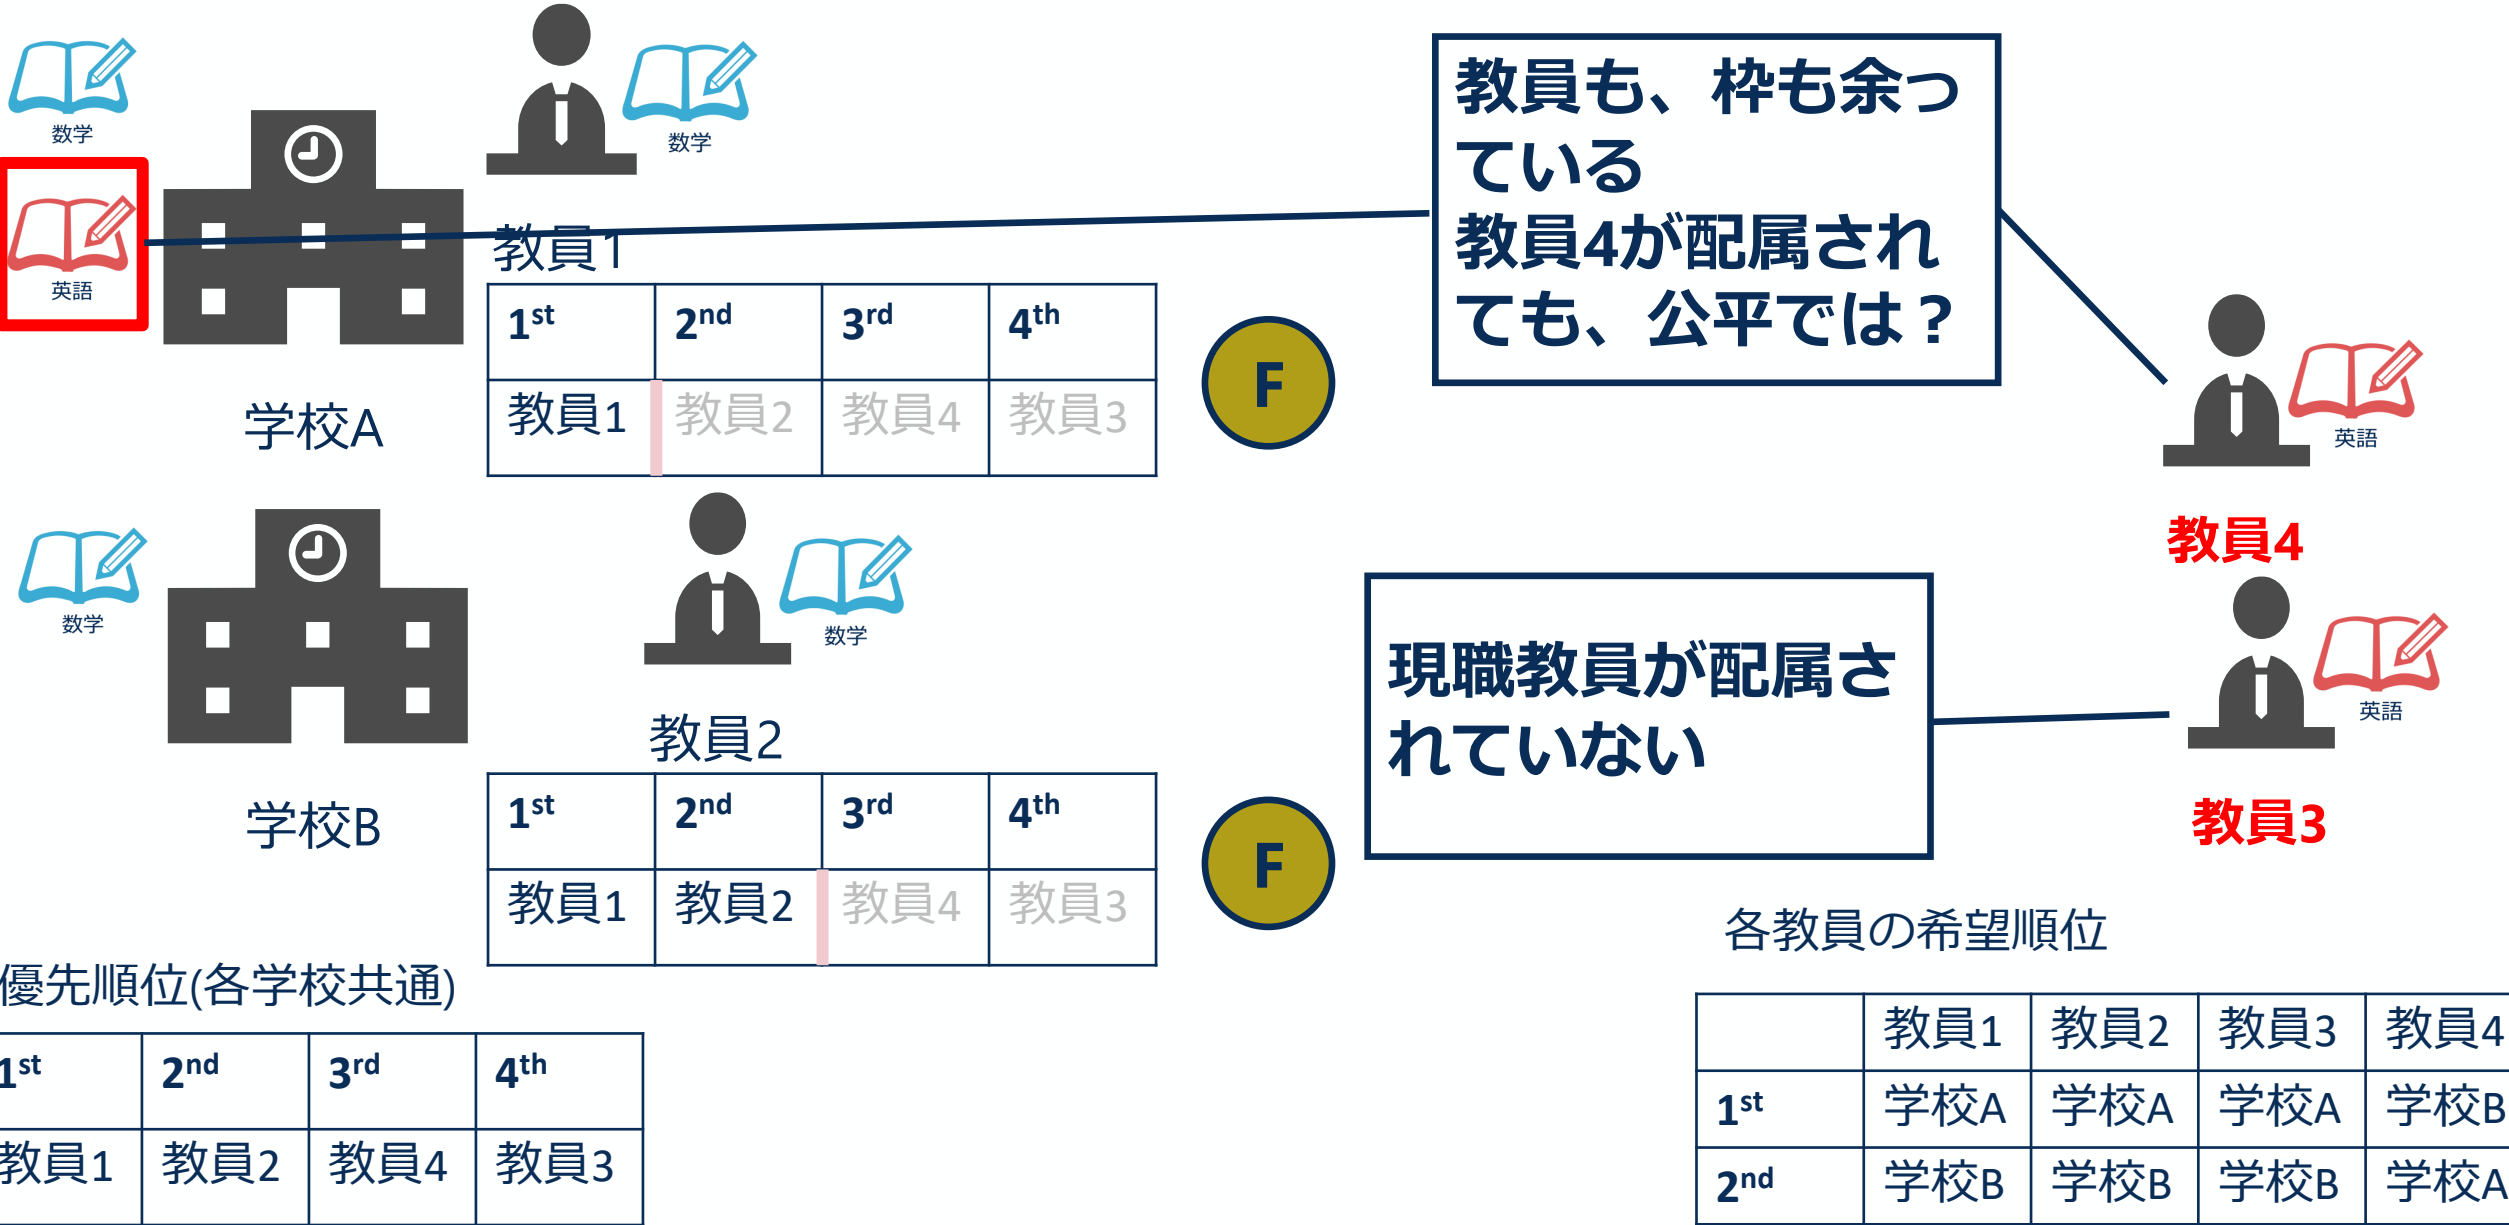 数学
英語
学校A
数学
教員1
1st 2nd 3rd 4th
教員1 教員2 教員4 教員3
F
教員も、枠も余っ
ている
教員4が配属され
ても、公平では？
英語
教員4
数学
学校B
数学
教員2
1st 2nd 3rd 4th
教員1 教員2 教員4 教員3
F
現職教員が配属さ
れていない
英語
教員3
優先順位(各学校共通)
1st 2nd 3rd 4th
教員1 教員2 教員4 教員3
各教員の希望順位
教員1 教員2 教員3 教員4
1st 学校A 学校A 学校A 学校B
2nd 学校B 学校B 学校B 学校A